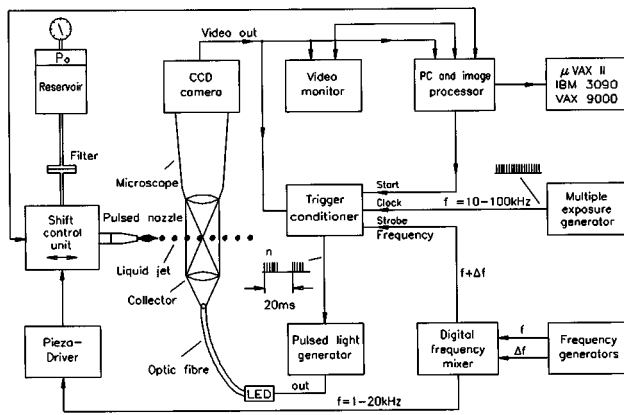 Video out
P₀
Reservoir
CCD
camera
Video
monitor
PC and image
processor
μ VAX II
IBM 3090
VAX 9000
Filter
Microscope
Start
Clock
Strobe
Frequency
f =10-100kHz
Trigger
conditioner
Multiple
exposure
generator
Shift
control
unit
Pulsed nozzle
Liquid jet
Collector
n
20ms
f+Δf
Pieza-
Driver
Optic fibre
Pulsed light
generator
LED
out
Digital
frequency
mixer
f
Δf
Frequency
generators
f=1-20kHz